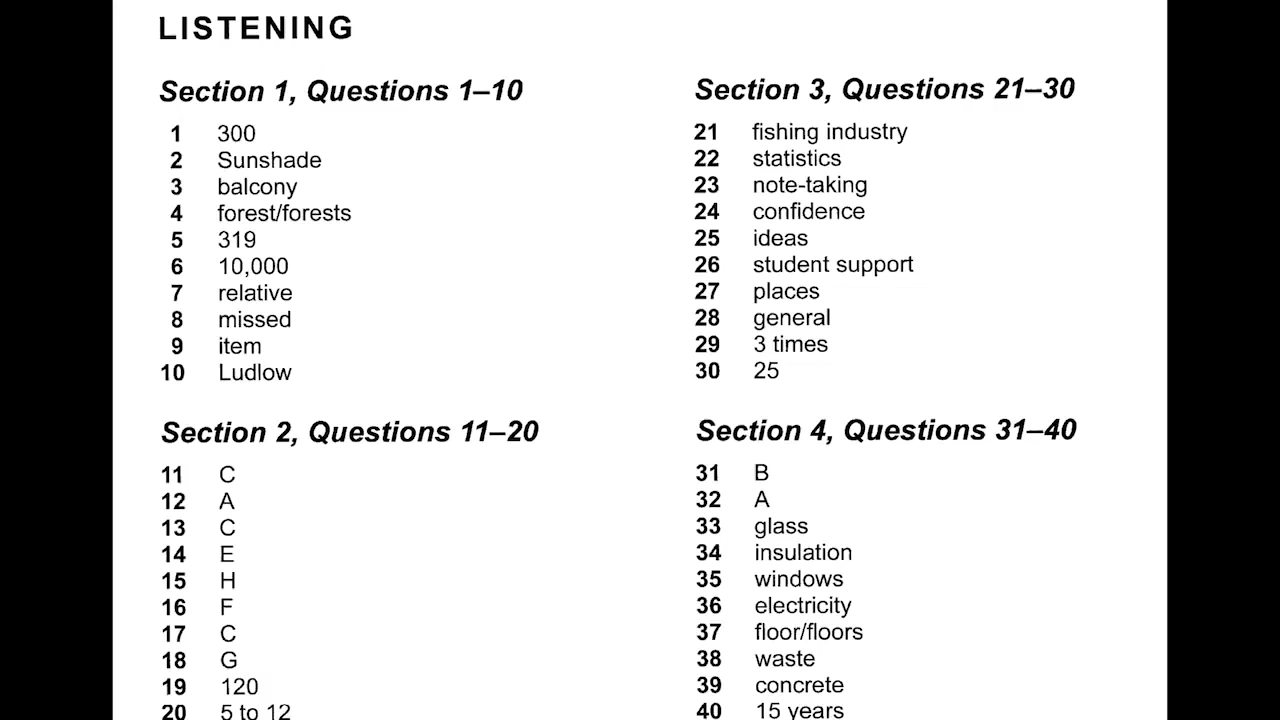 LISTENING
Section 1, Questions 1–10
1 300
2 Sunshade
3 balcony
4 forest/forests
5 319
6 10,000
7 relative
8 missed
9 item
10 Ludlow
Section 2, Questions 11–20
11 C
12 A
13 C
14 E
15 H
16 F
17 C
18 G
19 120
20 5 to 12
Section 3, Questions 21–30
21 fishing industry
22 statistics
23 note-taking
24 confidence
25 ideas
26 student support
27 places
28 general
29 3 times
30 25
Section 4, Questions 31–40
31 B
32 A
33 glass
34 insulation
35 windows
36 electricity
37 floor/floors
38 waste
39 concrete
40 15 years